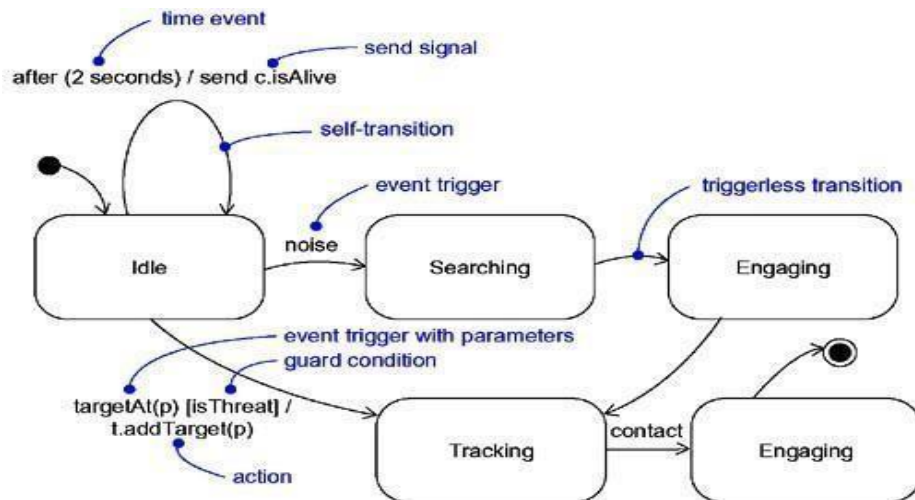 time event
send signal
after (2 seconds) / send c.isAlive
self-transition
event trigger
triggerless transition
noise
Idle
Searching
Engaging
event trigger with parameters
guard condition
targetAt(p) [isThreat] /
t.addTarget(p)
action
Tracking
contact
Engaging